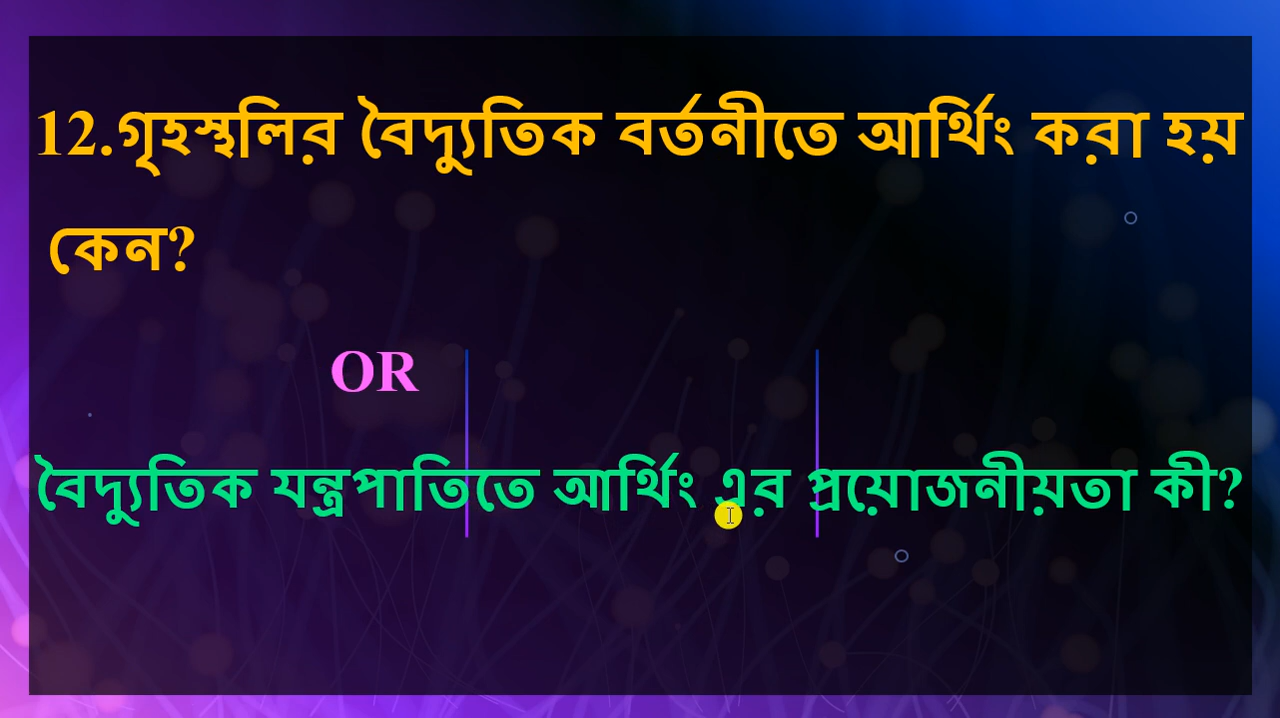 12.গৃহস্থলির বৈদ্যুতিক বর্তনীতে আর্থিং করা হয়
কেন?
OR
বৈদ্যুতিক যন্ত্রপাতিতে আর্থিং এর প্রয়োজনীয়তা কী?